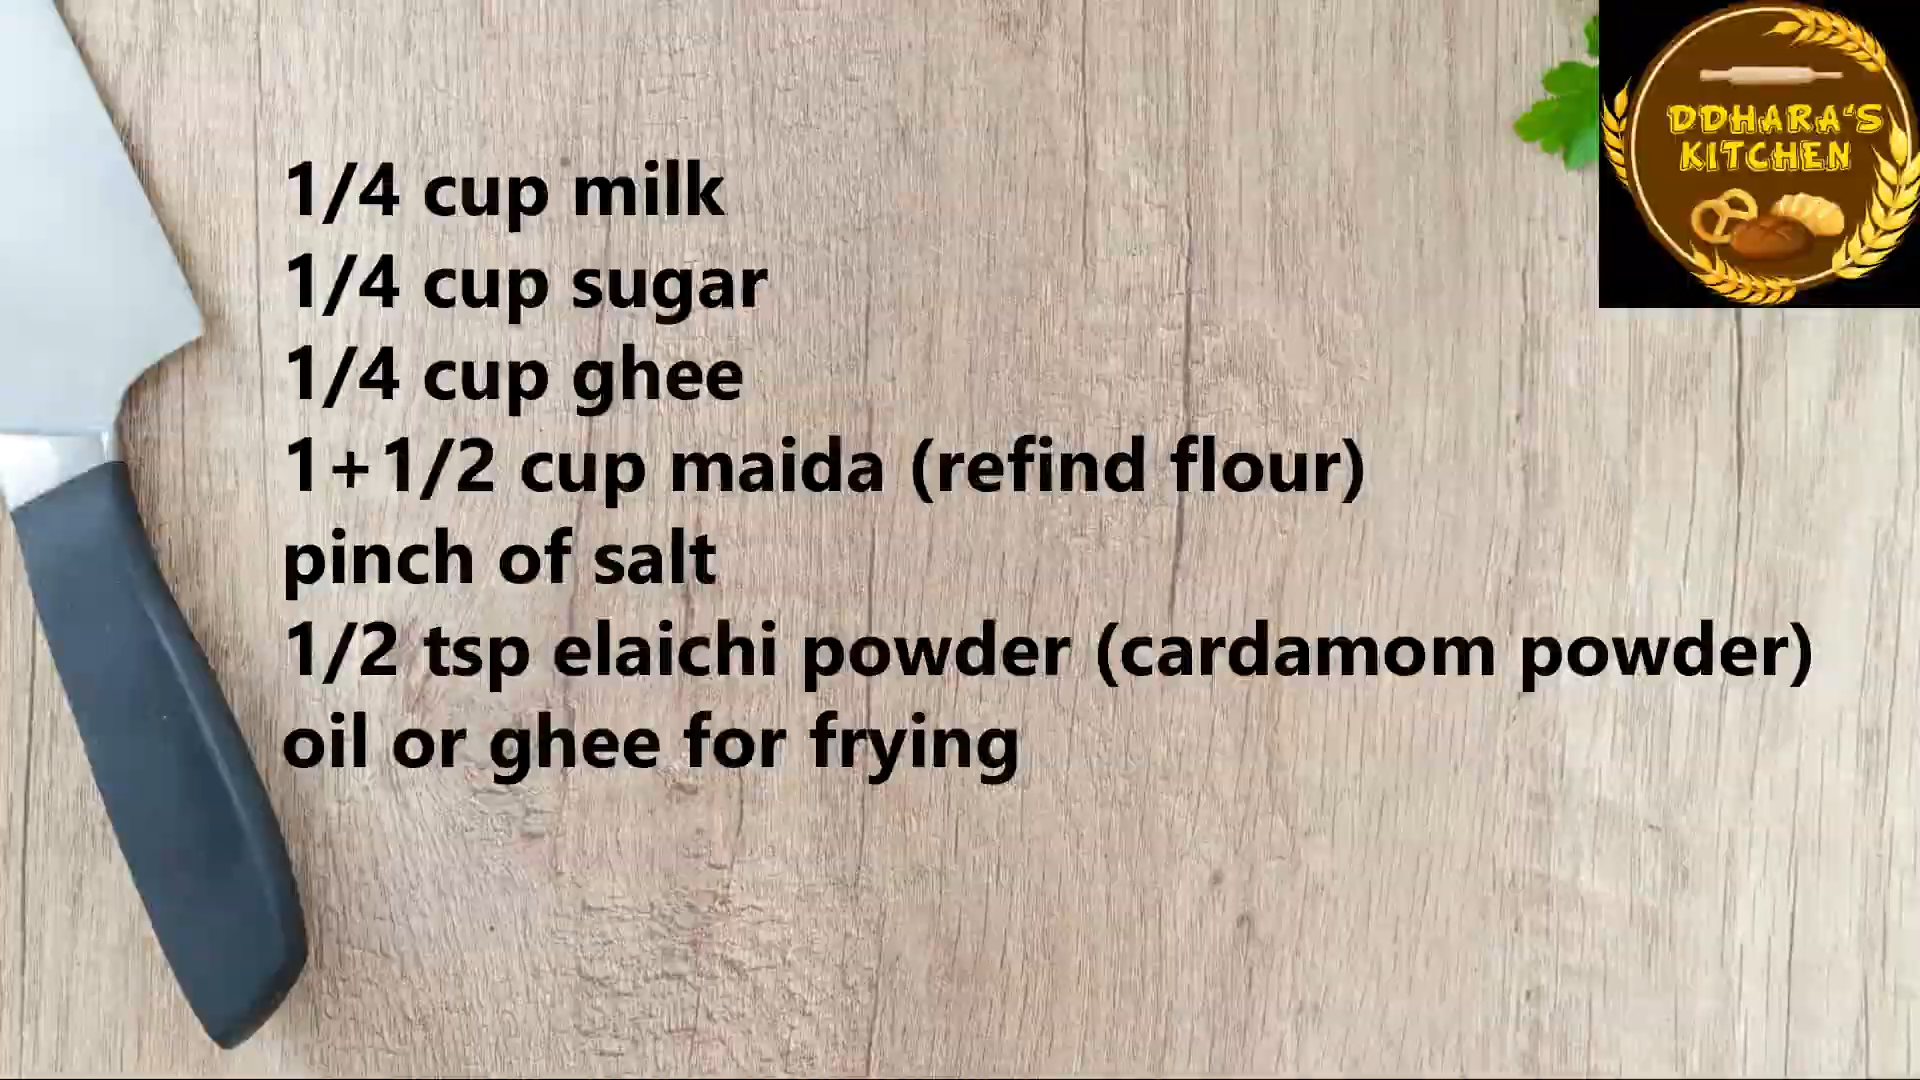 DDHARA'S
KITCHEN
1/4 cup milk
1/4 cup sugar
1/4 cup ghee
1+1/2 cup maida (refind flour)
pinch of salt
1/2 tsp elaichi powder (cardamom powder)
oil or ghee for frying